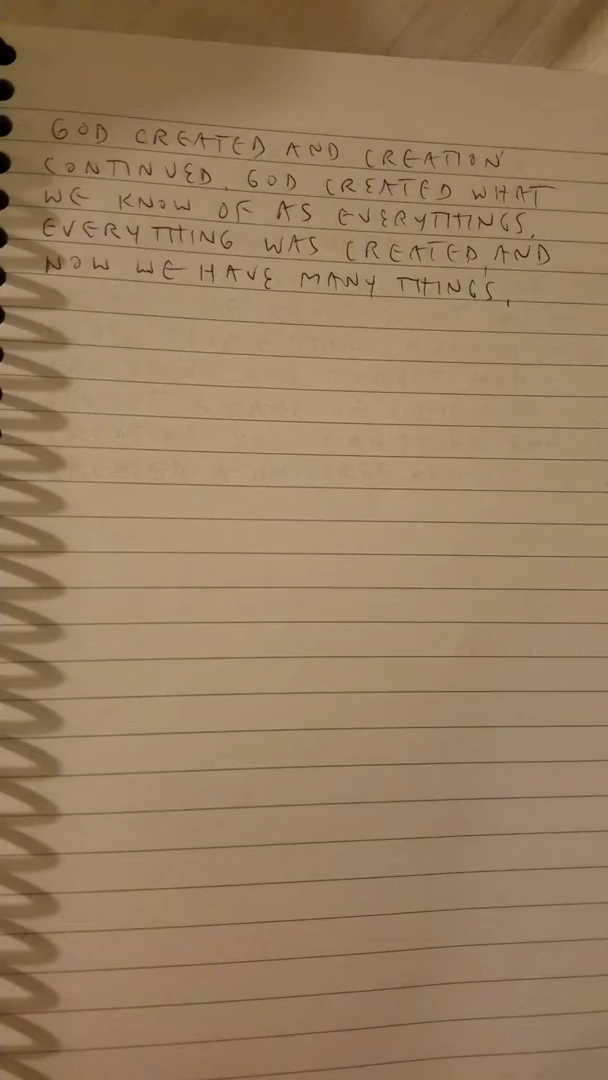 GOD CREATED AND CREATION
CONTINUED. GOD CREATED WHAT
WE KNOW OF AS EVERYTHINGS.
EVERYTHING WAS CREATED, AND
NOW WE HAVE MANY THINGS.